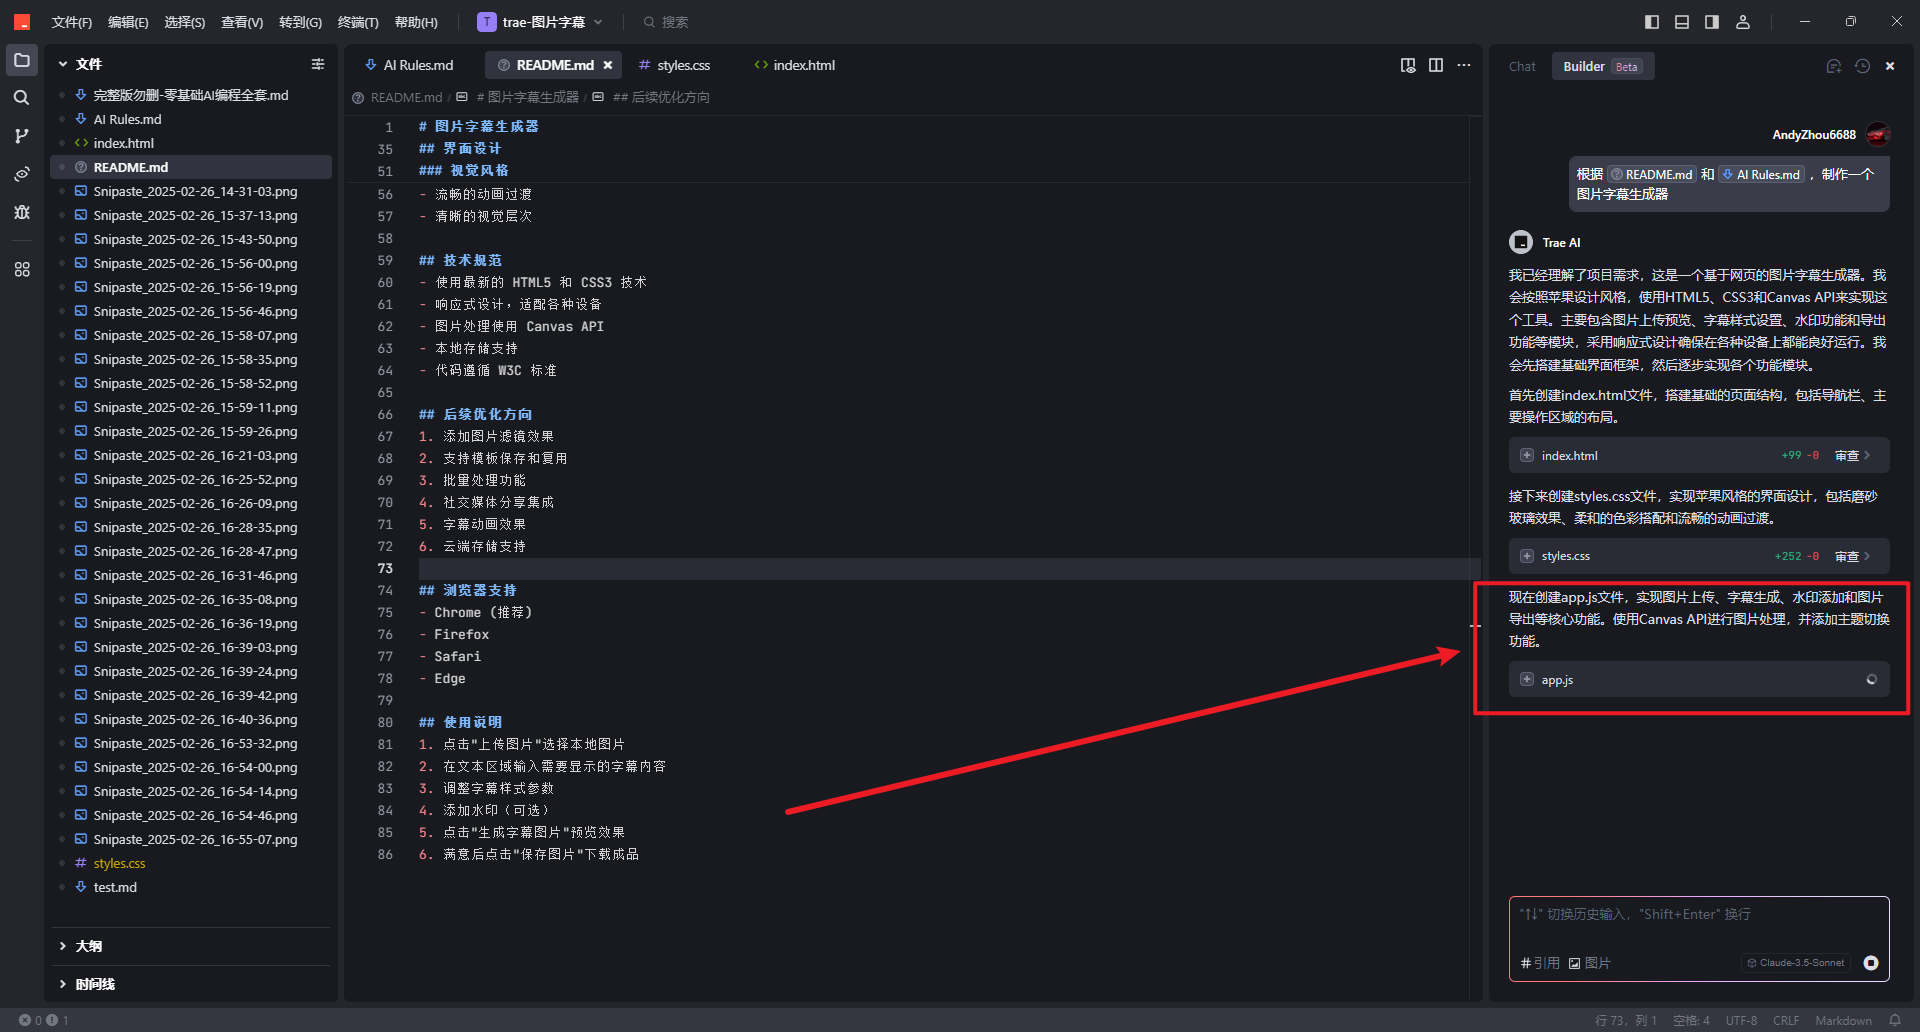 文件(F) 编辑(E) 选择(S) 查看(V) 转到(G) 终端(T) 帮助(H) T trae-图片字幕 搜索
文件
完整版勿删-零基础AI编程全套.md
AI Rules.md
index.html
README.md
Snipaste_2025-02-26_14-31-03.png
Snipaste_2025-02-26_15-37-13.png
Snipaste_2025-02-26_15-43-50.png
Snipaste_2025-02-26_15-56-00.png
Snipaste_2025-02-26_15-56-19.png
Snipaste_2025-02-26_15-56-46.png
Snipaste_2025-02-26_15-58-07.png
Snipaste_2025-02-26_15-58-35.png
Snipaste_2025-02-26_15-58-52.png
Snipaste_2025-02-26_15-59-11.png
Snipaste_2025-02-26_15-59-26.png
Snipaste_2025-02-26_16-21-03.png
Snipaste_2025-02-26_16-25-52.png
Snipaste_2025-02-26_16-26-09.png
Snipaste_2025-02-26_16-28-35.png
Snipaste_2025-02-26_16-28-47.png
Snipaste_2025-02-26_16-31-46.png
Snipaste_2025-02-26_16-35-08.png
Snipaste_2025-02-26_16-36-19.png
Snipaste_2025-02-26_16-39-03.png
Snipaste_2025-02-26_16-39-24.png
Snipaste_2025-02-26_16-39-42.png
Snipaste_2025-02-26_16-40-36.png
Snipaste_2025-02-26_16-53-32.png
Snipaste_2025-02-26_16-54-00.png
Snipaste_2025-02-26_16-54-14.png
Snipaste_2025-02-26_16-54-46.png
Snipaste_2025-02-26_16-55-07.png
# styles.css
test.md
大纲
时间线
AI Rules.md README.md # styles.css index.html
README.md / # 图片字幕生成器 / ## 后续优化方向
1 # 图片字幕生成器
35 ## 界面设计
51 ### 视觉风格
56 - 流畅的动画过渡
57 - 清晰的视觉层次
58
59 ## 技术规范
60 - 使用最新的 HTML5 和 CSS3 技术
61 - 响应式设计，适配各种设备
62 - 图片处理使用 Canvas API
63 - 本地存储支持
64 - 代码遵循 W3C 标准
65
66 ## 后续优化方向
67 1. 添加图片滤镜效果
68 2. 支持模板保存和复用
69 3. 批量处理功能
70 4. 社交媒体分享集成
71 5. 字幕动画效果
72 6. 云端存储支持
73
74 ## 浏览器支持
75 - Chrome (推荐)
76 - Firefox
77 - Safari
78 - Edge
79
80 ## 使用说明
81 1. 点击"上传图片"选择本地图片
82 2. 在文本区域输入需要显示的字幕内容
83 3. 调整字幕样式参数
84 4. 添加水印（可选）
85 5. 点击"生成字幕图片"预览效果
86 6. 满意后点击"保存图片"下载成品
Chat Builder Beta
AndyZhou6688
根据 README.md 和 AI Rules.md ，制作一个
图片字幕生成器
Trae AI
我已经理解了项目需求，这是一个基于网页的图片字幕生成器。我
会按照苹果设计风格，使用HTML5、CSS3和Canvas API来实现这
个工具。主要包含图片上传预览、字幕样式设置、水印功能和导出
功能等模块，采用响应式设计确保在各种设备上都能良好运行。我
会先搭建基础界面框架，然后逐步实现各个功能模块。
首先创建index.html文件，搭建基础的页面结构，包括导航栏、主
要操作区域的布局。
index.html +99 -0 审查
接下来创建styles.css文件，实现苹果风格的界面设计，包括磨砂
玻璃效果、柔和的色彩搭配和流畅的动画过渡。
styles.css +252 -0 审查
现在创建app.js文件，实现图片上传、字幕生成、水印添加和图片
导出等核心功能。使用Canvas API进行图片处理，并添加主题切换
功能。
app.js
"↑↓" 切换历史输入，"Shift+Enter" 换行
# 引用 图片 Claude-3.5-Sonnet
0 1 行 73，列 1 空格: 4 UTF-8 CRLF Markdown